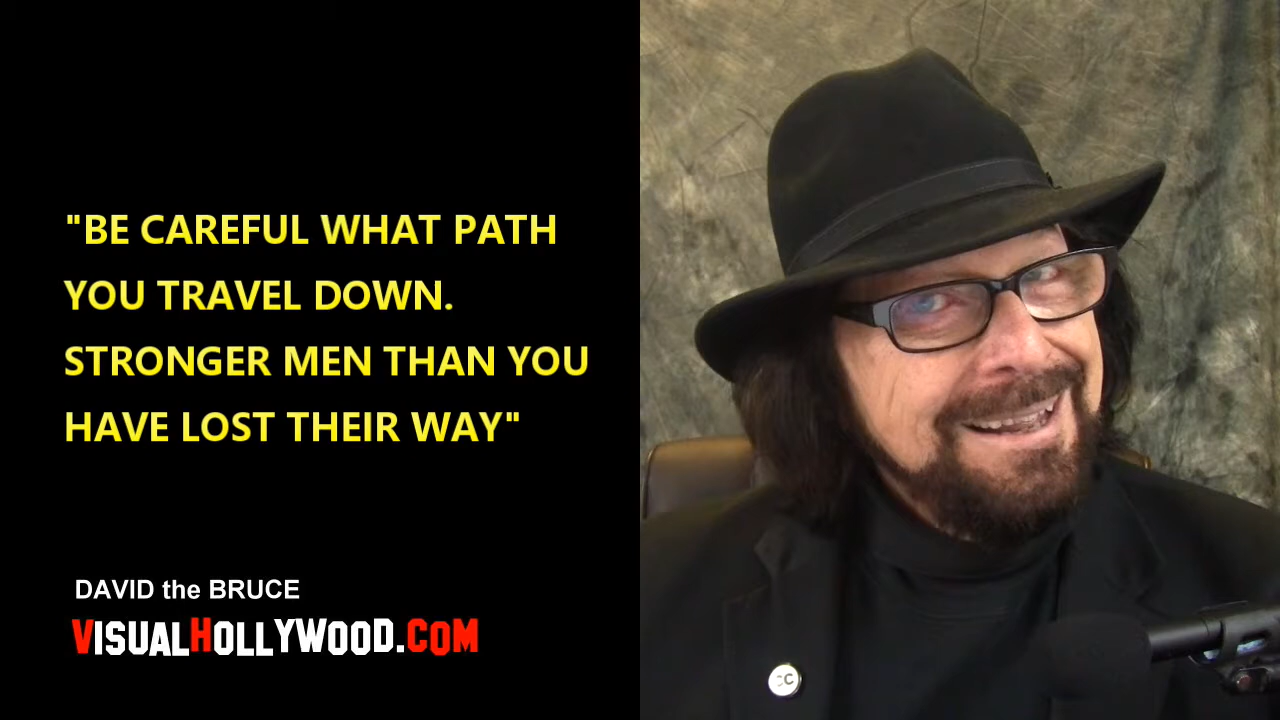 "BE CAREFUL WHAT PATH
YOU TRAVEL DOWN.
STRONGER MEN THAN YOU
HAVE LOST THEIR WAY"
DAVID the BRUCE
VISUALHOLLYWOOD.COM
CC